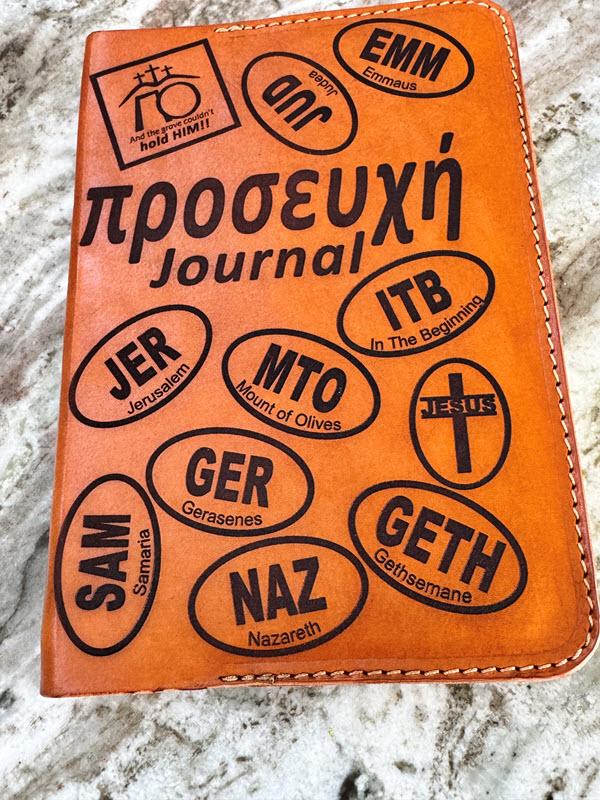 EMM
Emmaus
JUD
Judea
And the grave couldn't
hold HIM!!
προσευχή
Journal
ITB
In The Beginning
JER
Jerusalem
MTO
Mount of Olives
JESUS
GER
Gerasenes
GETH
Gethsemane
SAM
Samaria
NAZ
Nazareth